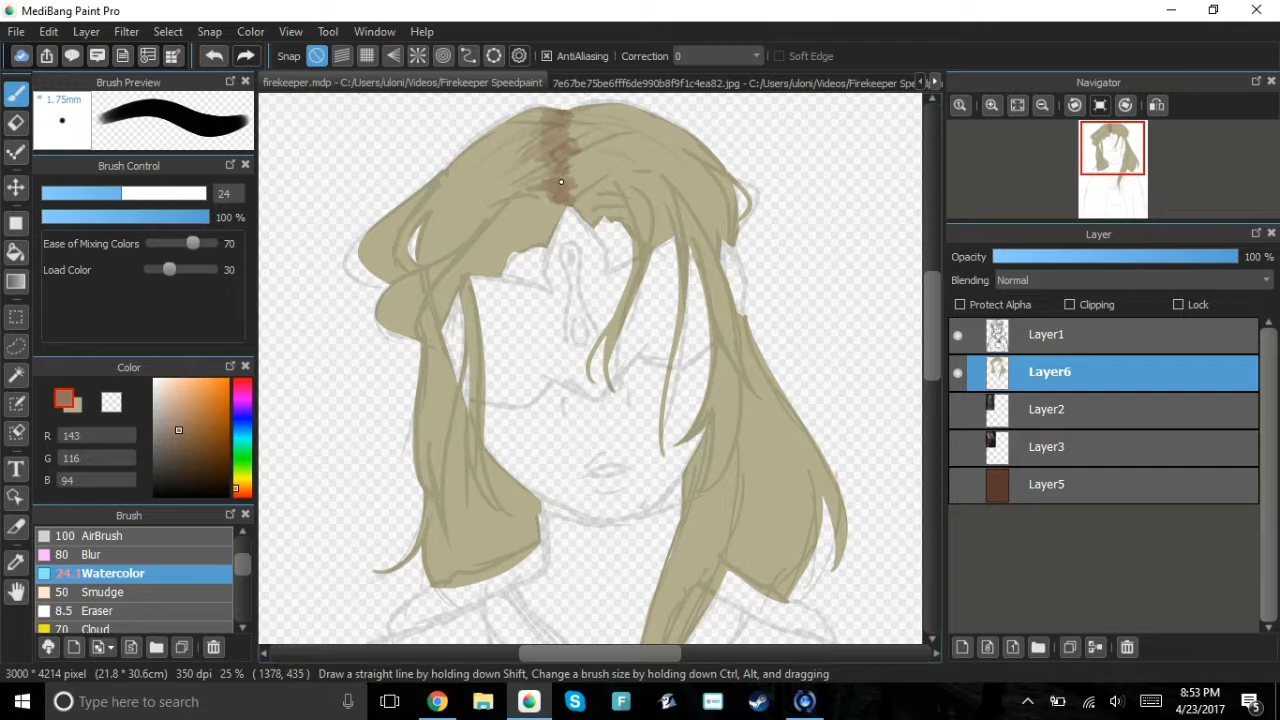 MediBang Paint Pro
File Edit Layer Filter Select Snap Color View Tool Window Help
Snap AntiAliasing Correction 0 Soft Edge
Brush Preview
firekeeper.mdp - C:/Users/uloni/Videos/Firekeeper Speedpaint
7e67be75be6fff6de990b8f9f1c4ea82.jpg - C:/Users/uloni/Videos/Firekeeper Spe
Navigator
1.75mm
Brush Control
24
100 %
Ease of Mixing Colors 70
Load Color 30
Color
R 143
G 116
B 94
Brush
100 AirBrush
80 Blur
24.1 Watercolor
50 Smudge
8.5 Eraser
70 Cloud
Layer
Opacity 100 %
Blending Normal
Protect Alpha Clipping Lock
Layer1
Layer6
Layer2
Layer3
Layer5
3000 * 4214 pixel (21.8 * 30.6cm) 350 dpi 25 % ( 1378, 435 ) Draw a straight line by holding down Shift, Change a brush size by holding down Ctrl, Alt, and dragging
Type here to search
8:53 PM
4/23/2017
5